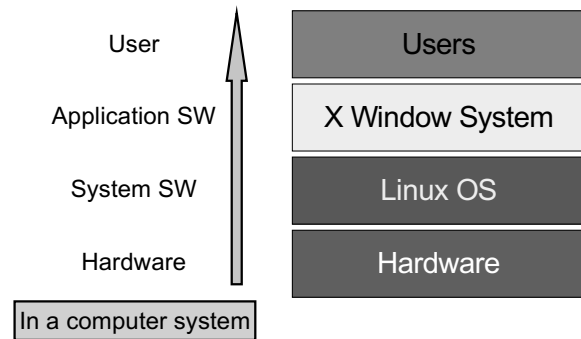 User
Users
Application SW
X Window System
System SW
Linux OS
Hardware
Hardware
In a computer system